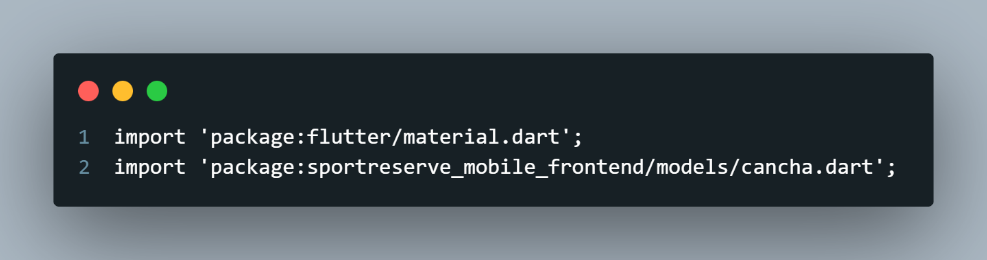 1 import 'package:flutter/material.dart';
2 import 'package:sportreserve_mobile_frontend/models/cancha.dart';